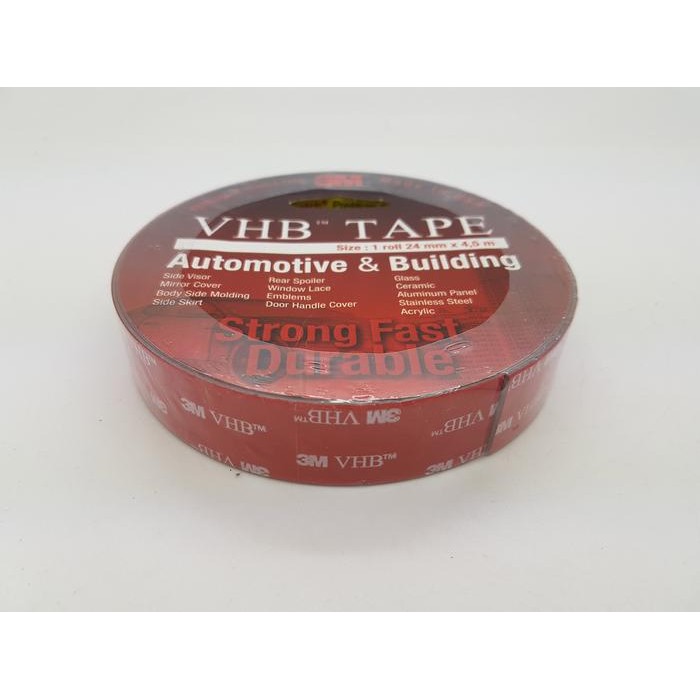 3M
VHB™ TAPE
Size : 1 roll 24 mm x 4,5 m
Automotive & Building
Side Visor
Mirror Cover
Body Side Molding
Side Skirt
Rear Spoiler
Window Lace
Emblems
Door Handle Cover
Glass
Ceramic
Aluminum Panel
Stainless Steel
Acrylic
Strong Fast
Durable
3M VHB™
3M VHB™
3M VHB™
3M VHB™